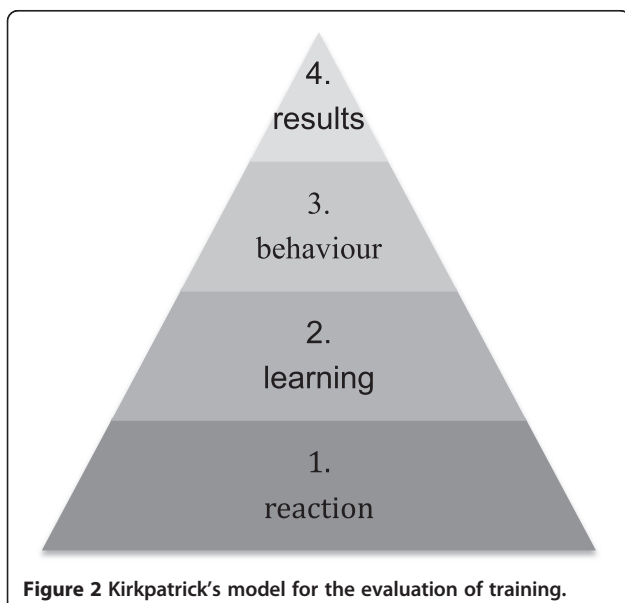 4.
results
3.
behaviour
2.
learning
1.
reaction
Figure 2 Kirkpatrick's model for the evaluation of training.